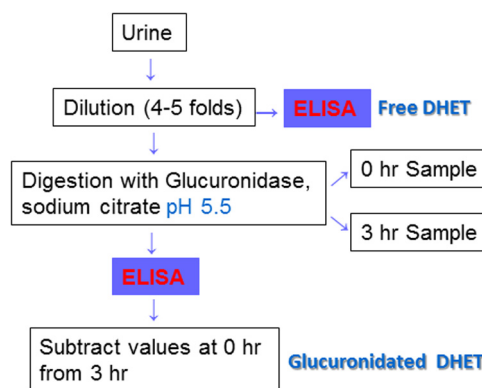 Urine
Dilution (4-5 folds)
ELISA
Free DHET
Digestion with Glucuronidase,
sodium citrate pH 5.5
0 hr Sample
3 hr Sample
ELISA
Subtract values at 0 hr
from 3 hr
Glucuronidated DHET